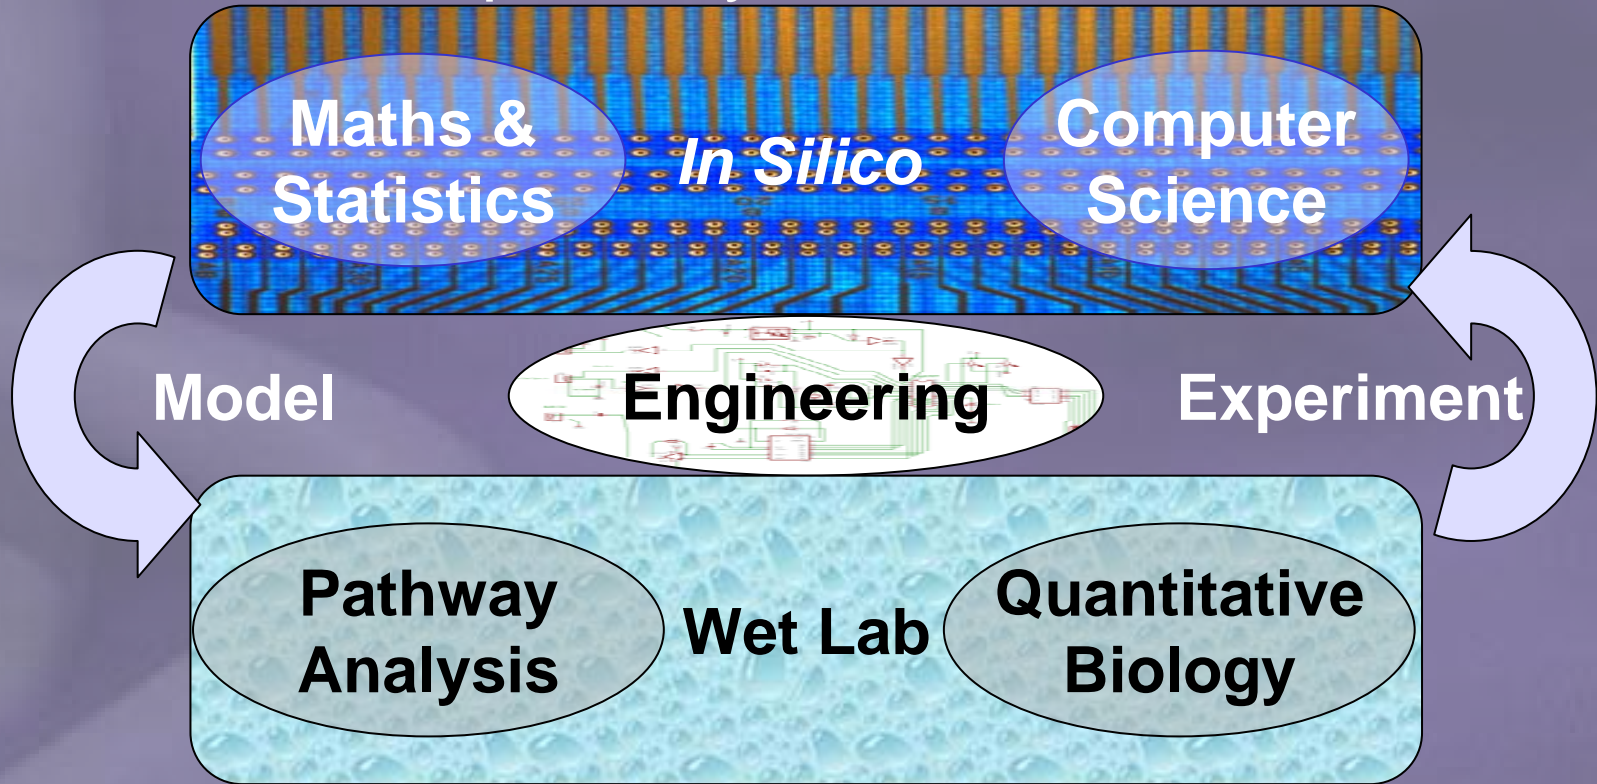 Maths &
Statistics
In Silico
Computer
Science
Model
Engineering
Experiment
Pathway
Analysis
Wet Lab
Quantitative
Biology